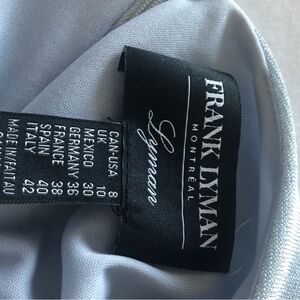 FRANK LYMAN
MONTRÉAL
Lyman
CAN-USA 8
UK 10
MEXICO 30
GERMANY 36
FRANCE 38
SPAIN 40
ITALY 42
MADE IN/FAIT AU